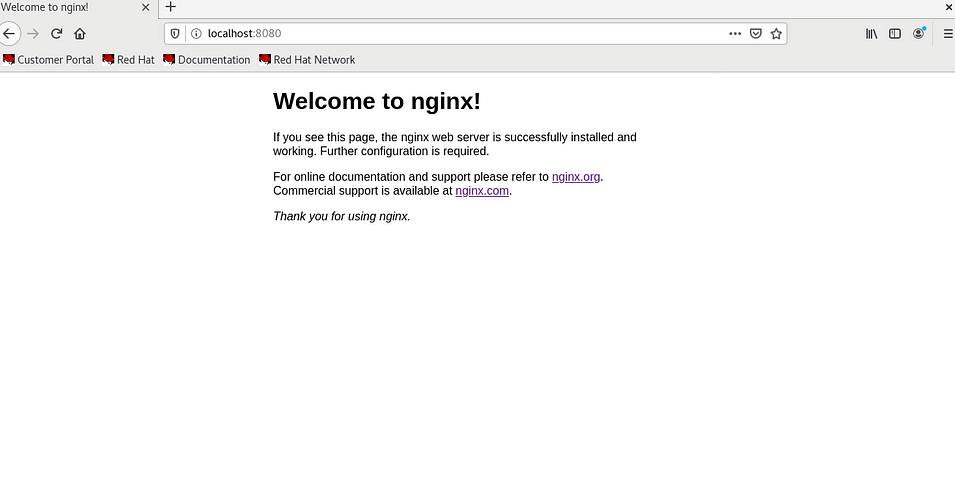 Welcome to nginx!
localhost:8080
Customer Portal Red Hat Documentation Red Hat Network
Welcome to nginx!
If you see this page, the nginx web server is successfully installed and
working. Further configuration is required.
For online documentation and support please refer to nginx.org.
Commercial support is available at nginx.com.
Thank you for using nginx.